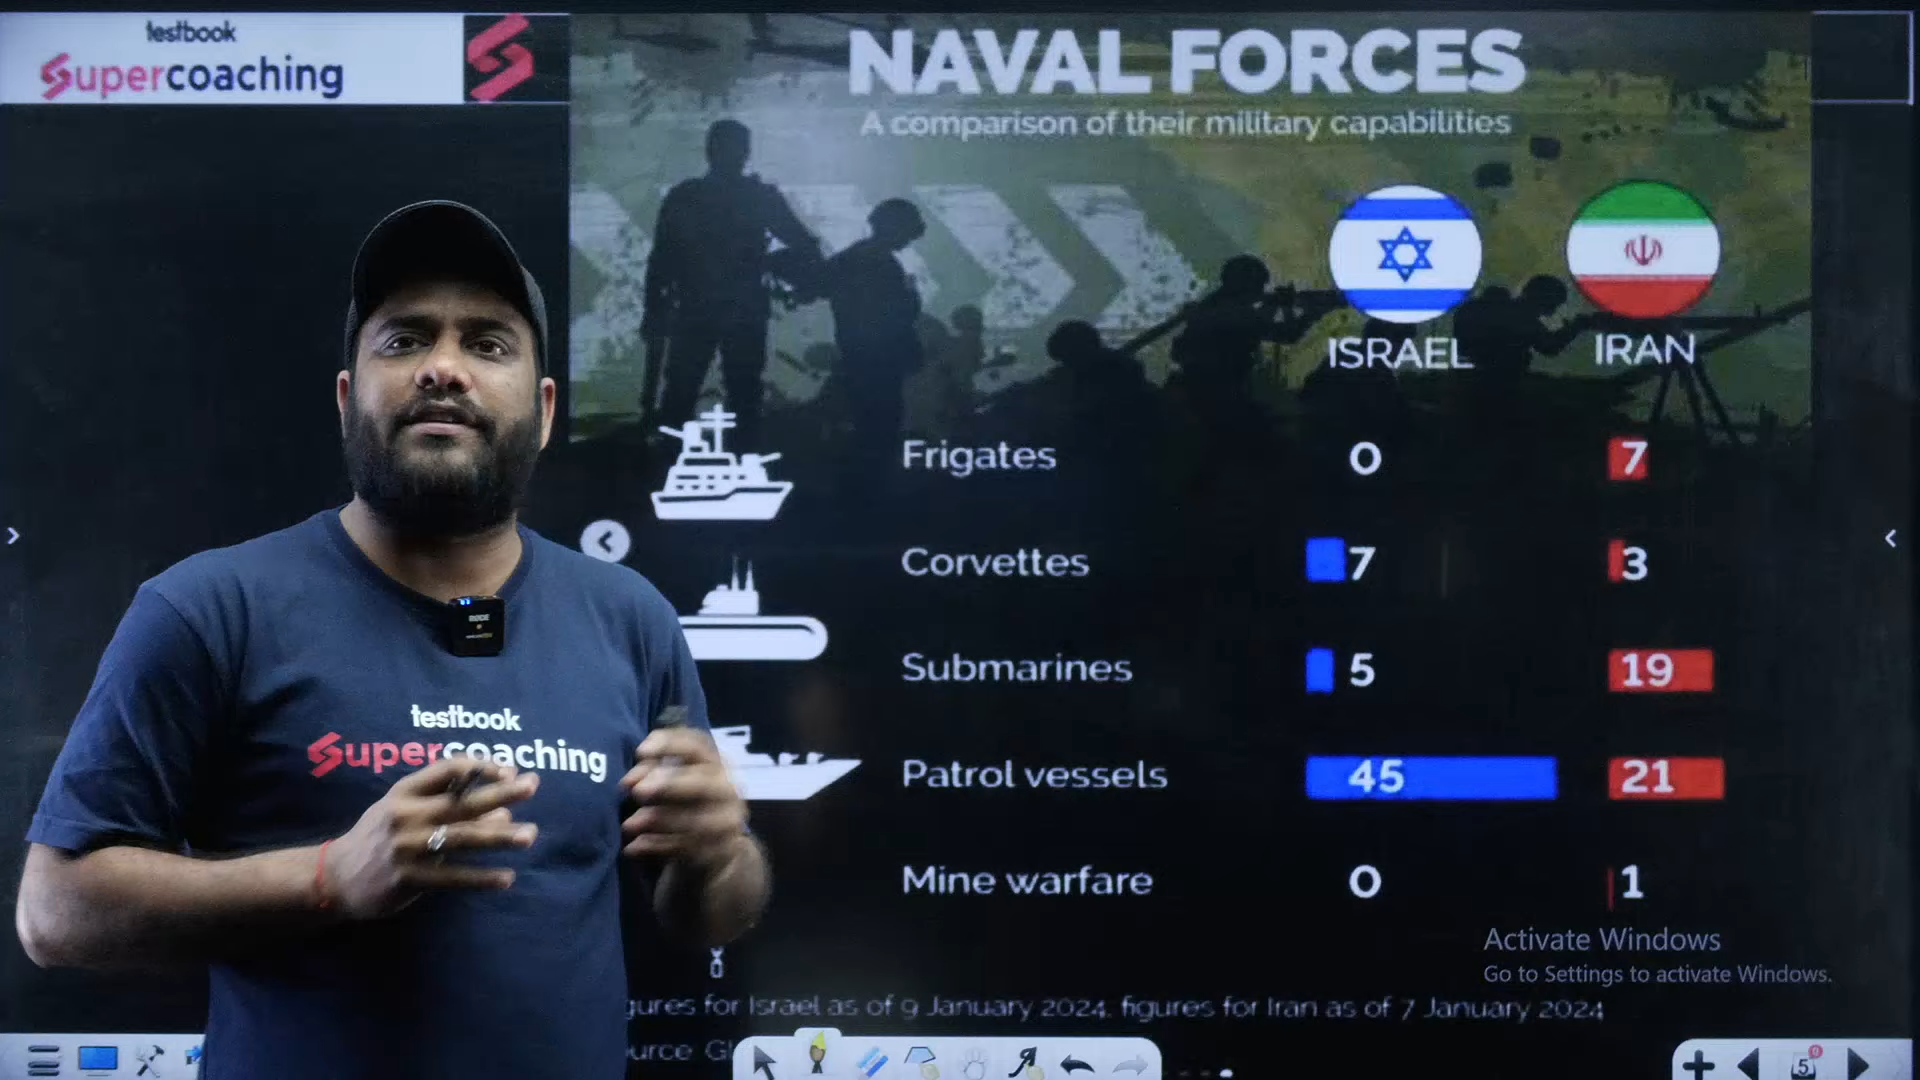 testbook
Supercoaching
NAVAL FORCES
A comparison of their military capabilities
ISRAEL
IRAN
Frigates 0 7
Corvettes 7 3
Submarines 5 19
Patrol vessels 45 21
Mine warfare 0 1
RODE
testbook
Supercoaching
Activate Windows
Go to Settings to activate Windows.
for Israel as of 9 January 2024, figures for Iran as of 7 January 2024
5